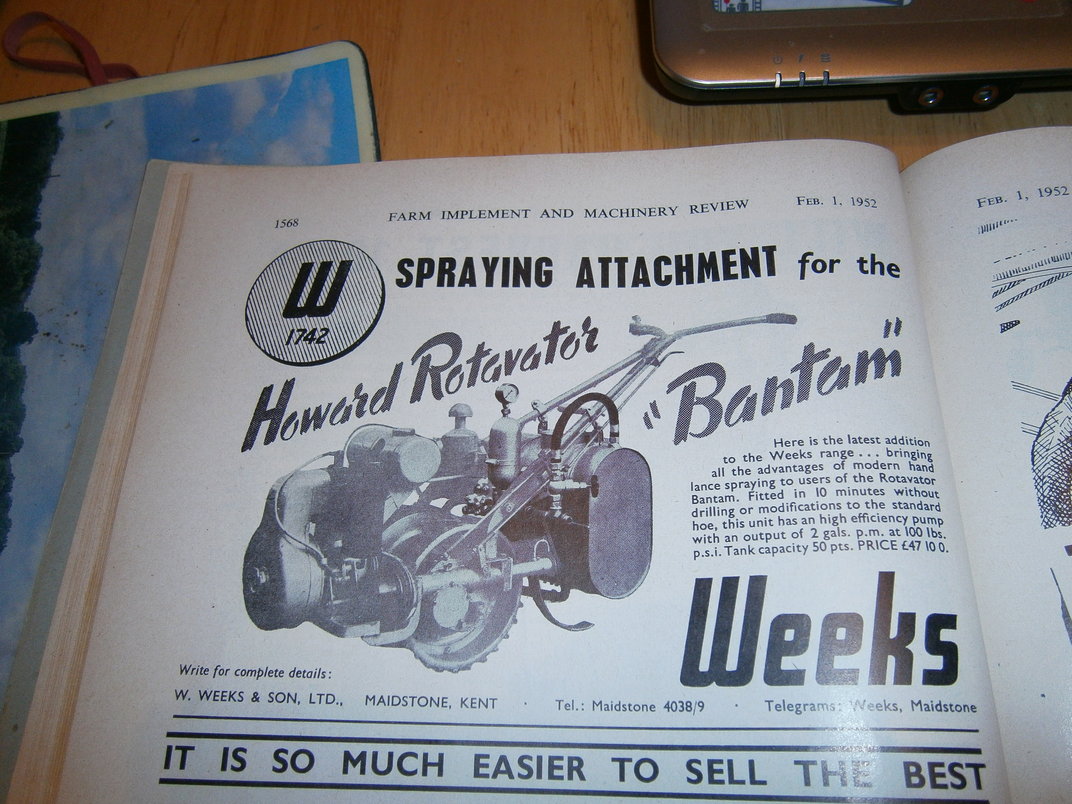 1568 FARM IMPLEMENT AND MACHINERY REVIEW FEB. 1, 1952
FEB. 1, 1952
W
1742
SPRAYING ATTACHMENT for the
Howard Rotavator
"Bantam"
Here is the latest addition
to the Weeks range . . . bringing
all the advantages of modern hand
lance spraying to users of the Rotavator
Bantam. Fitted in 10 minutes without
drilling or modifications to the standard
hoe, this unit has an high efficiency pump
with an output of 2 gals. p.m. at 100 lbs.
p.s.i. Tank capacity 50 pts. PRICE £47 10 0.
Weeks
Write for complete details:
W. WEEKS & SON, LTD., MAIDSTONE, KENT · Tel.: Maidstone 4038/9 · Telegrams: Weeks, Maidstone
IT IS SO MUCH EASIER TO SELL THE BEST